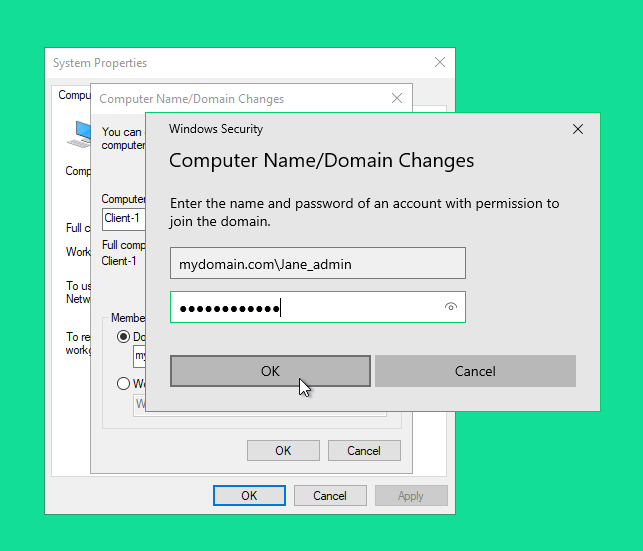 System Properties
Computer Name/Domain Changes
Windows Security
Computer Name/Domain Changes
Enter the name and password of an account with permission to
join the domain.
mydomain.com\Jane_admin
OK
Cancel
You can
computer
Computer
Client-1
Full comp
Client-1
Membe
Do
my
Wo
W
OK
Cancel
Compu
Comp
Full c
Work
To us
Netw
To re
workg
OK
Cancel
Apply